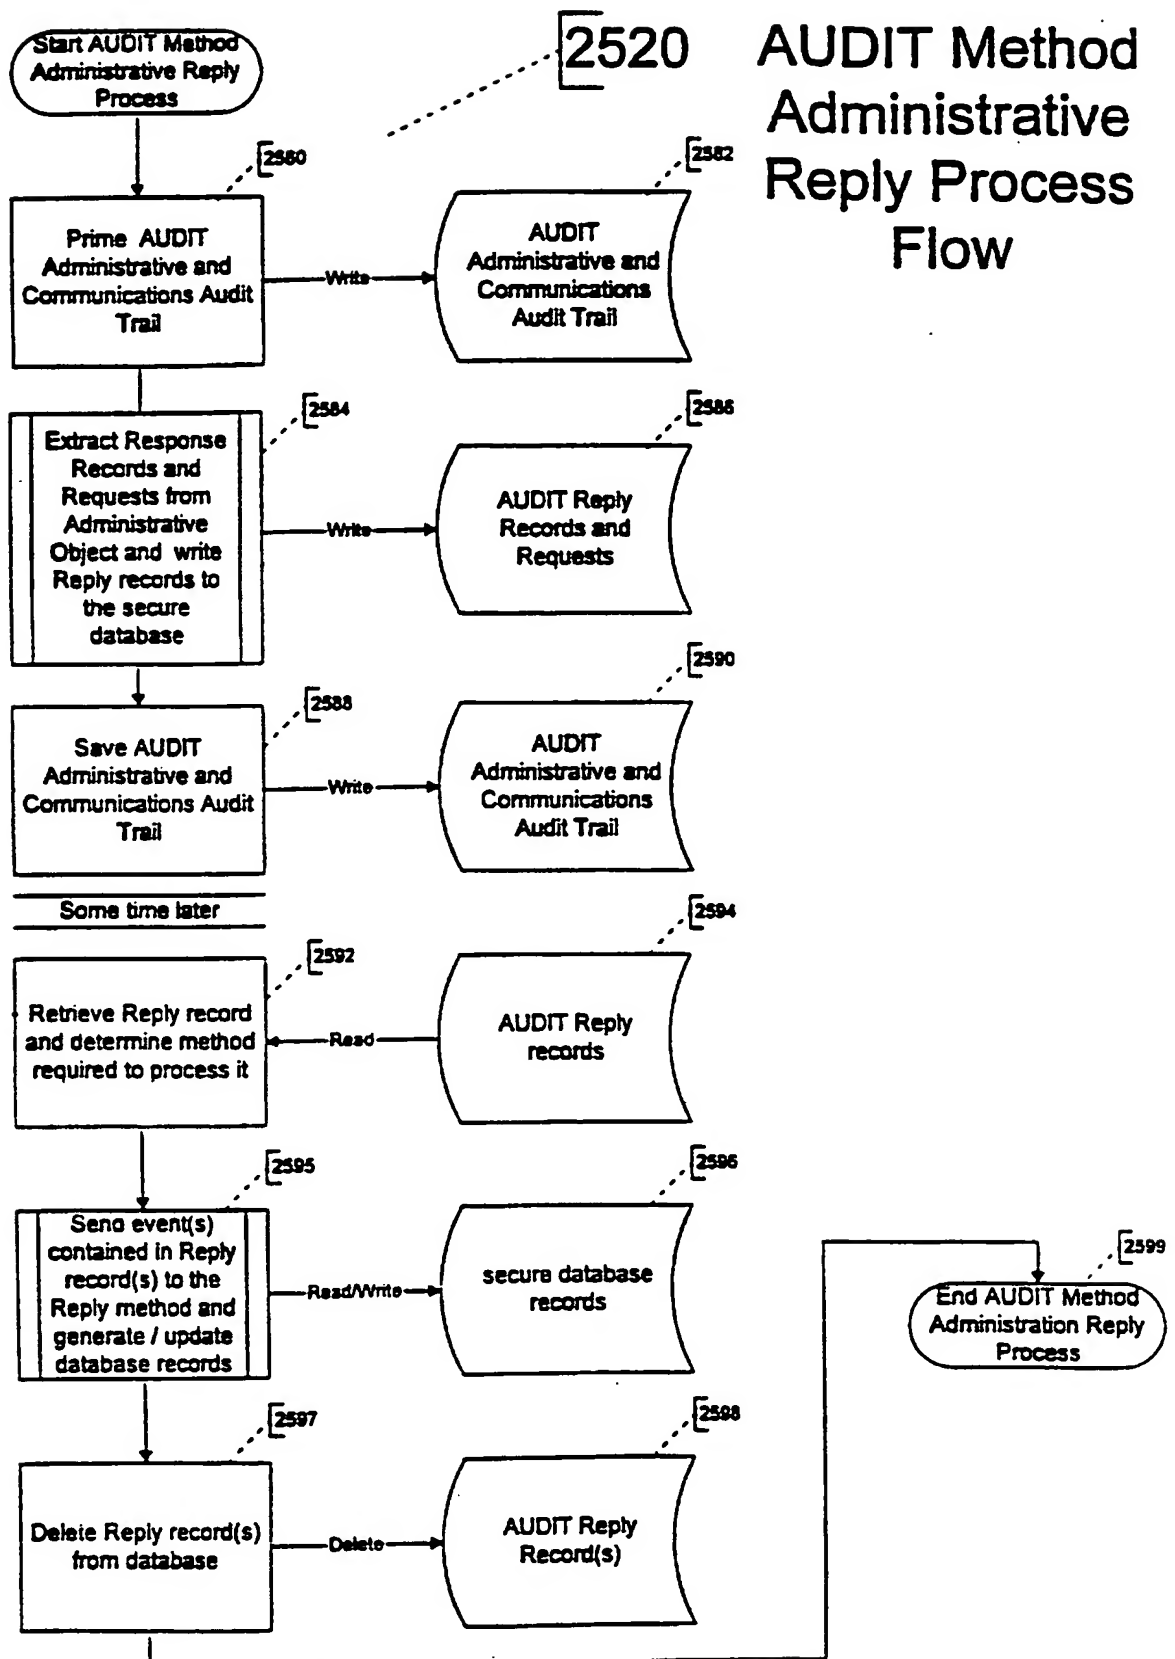 Start AUDIT Method
Administrative Reply
Process
2520
AUDIT Method
Administrative
Reply Process
Flow
2580
Prime AUDIT
Administrative and
Communications Audit
Trail
Write
2582
AUDIT
Administrative and
Communications
Audit Trail
2584
Extract Response
Records and
Requests from
Administrative
Object and write
Reply records to
the secure
database
Write
2586
AUDIT Reply
Records and
Requests
2588
Save AUDIT
Administrative and
Communications Audit
Trail
Write
2590
AUDIT
Administrative and
Communications
Audit Trail
Some time later
2592
Retrieve Reply record
and determine method
required to process it
Read
2594
AUDIT Reply
records
2595
Send event(s)
contained in Reply
record(s) to the
Reply method and
generate / update
database records
Read/Write
2596
secure database
records
2597
Delete Reply record(s)
from database
Delete
2598
AUDIT Reply
Record(s)
2599
End AUDIT Method
Administration Reply
Process